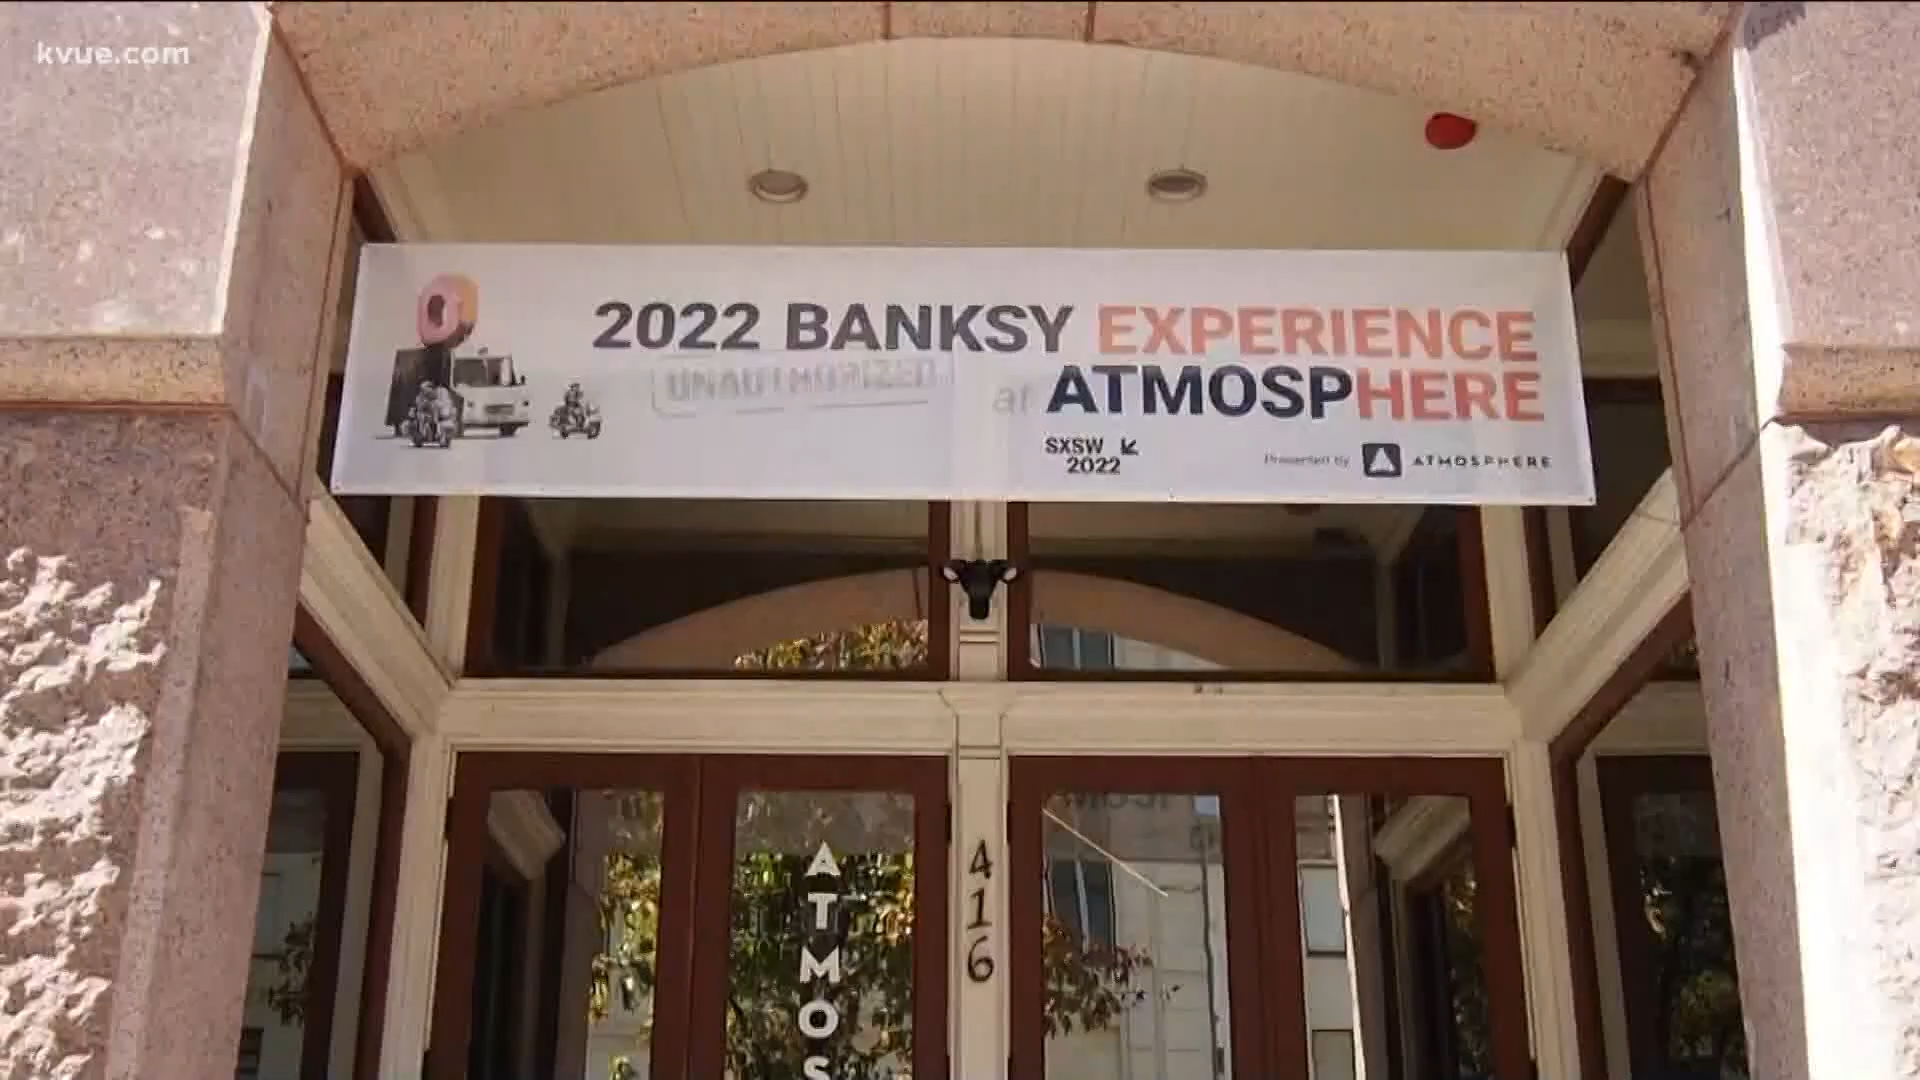 kvue.com
2022 BANKSY EXPERIENCE
UNAUTHORIZED
at ATMOSPHERE
SXSW
2022
Presented by ATMOSPHERE
416
ATMOS